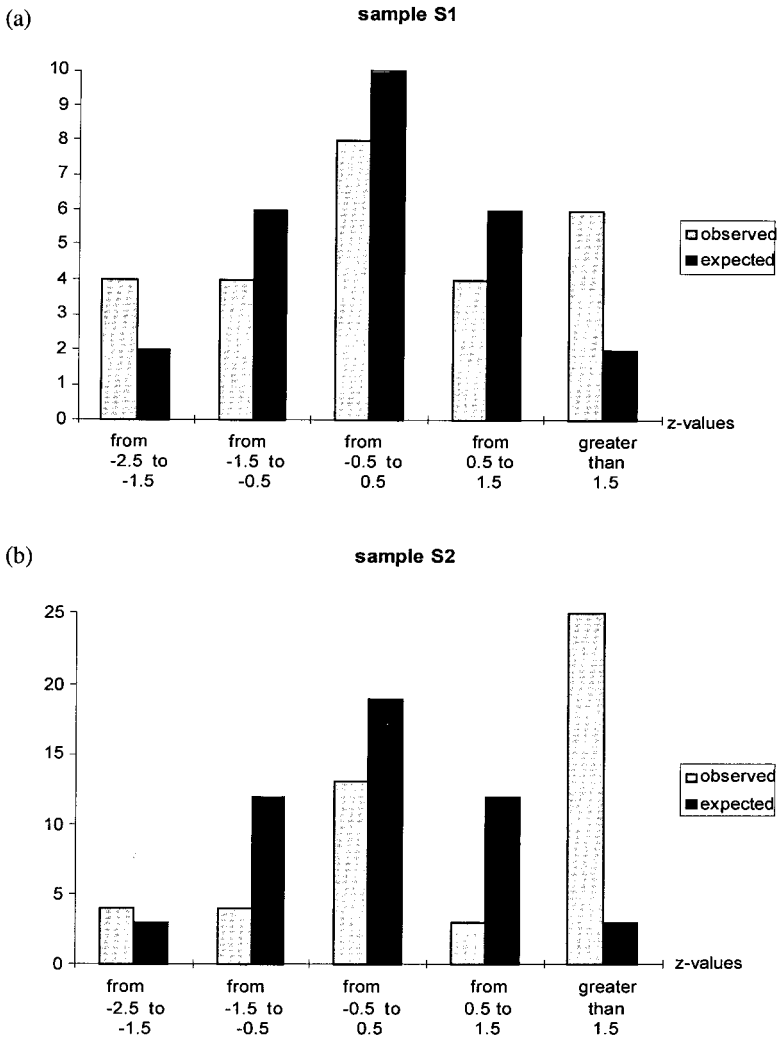 (a)
sample S1
10
9
8
7
6
5
4
3
2
1
0
observed
expected
z-values
from
-2.5 to
-1.5
from
-1.5 to
-0.5
from
-0.5 to
0.5
from
0.5 to
1.5
greater
than
1.5
(b)
sample S2
25
20
15
10
5
0
observed
expected
z-values
from
-2.5 to
-1.5
from
-1.5 to
-0.5
from
-0.5 to
0.5
from
0.5 to
1.5
greater
than
1.5